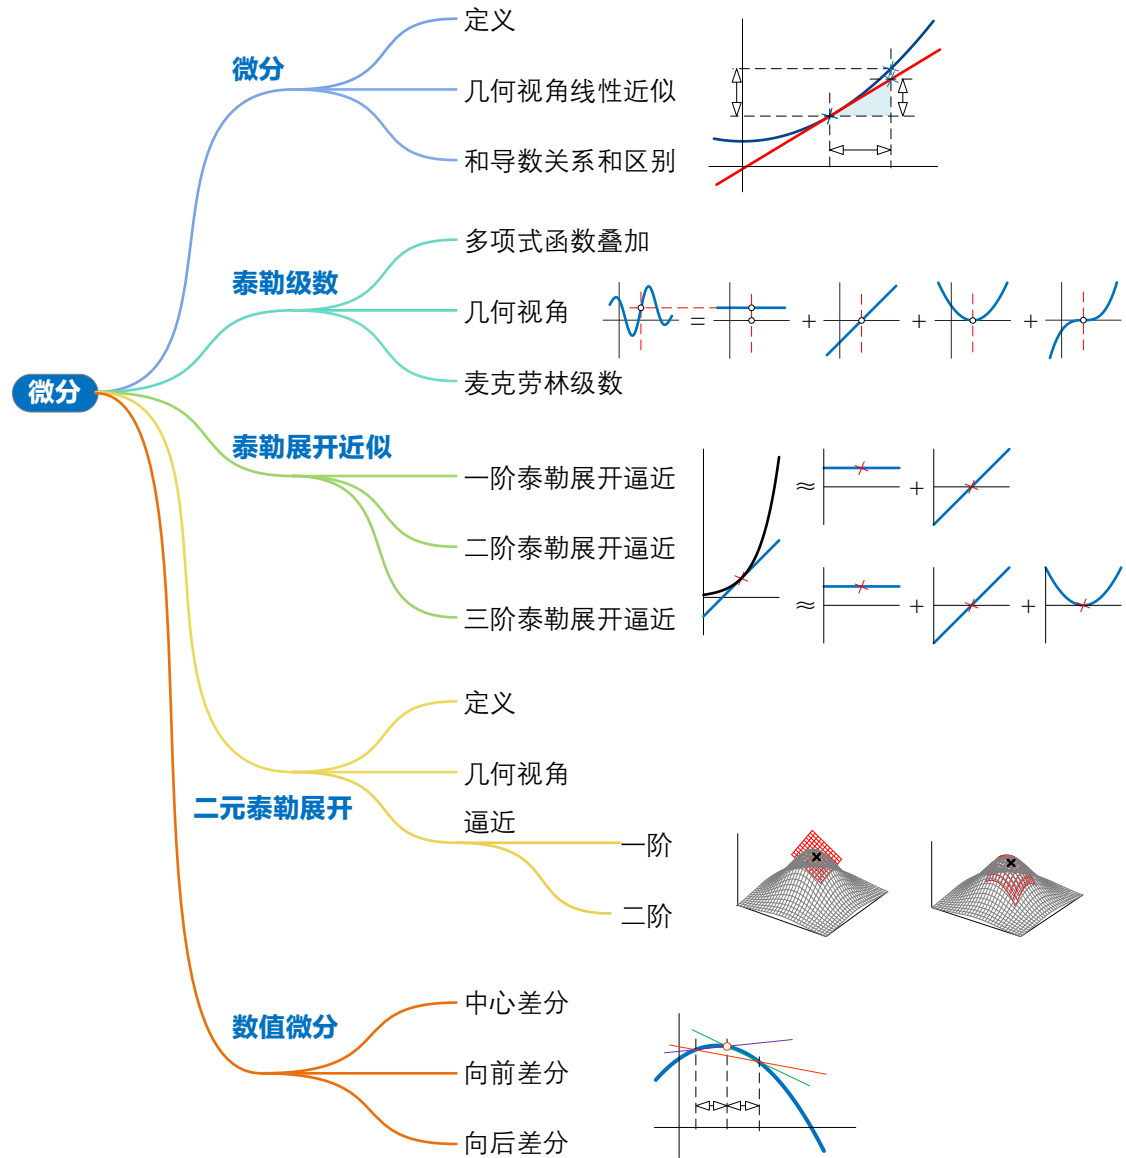 微分
微分
定义
几何视角线性近似
和导数关系和区别
泰勒级数
多项式函数叠加
几何视角
= + + +
麦克劳林级数
泰勒展开近似
一阶泰勒展开逼近
≈ +
二阶泰勒展开逼近
三阶泰勒展开逼近
≈ + +
二元泰勒展开
定义
几何视角
逼近
一阶
二阶
数值微分
中心差分
向前差分
向后差分